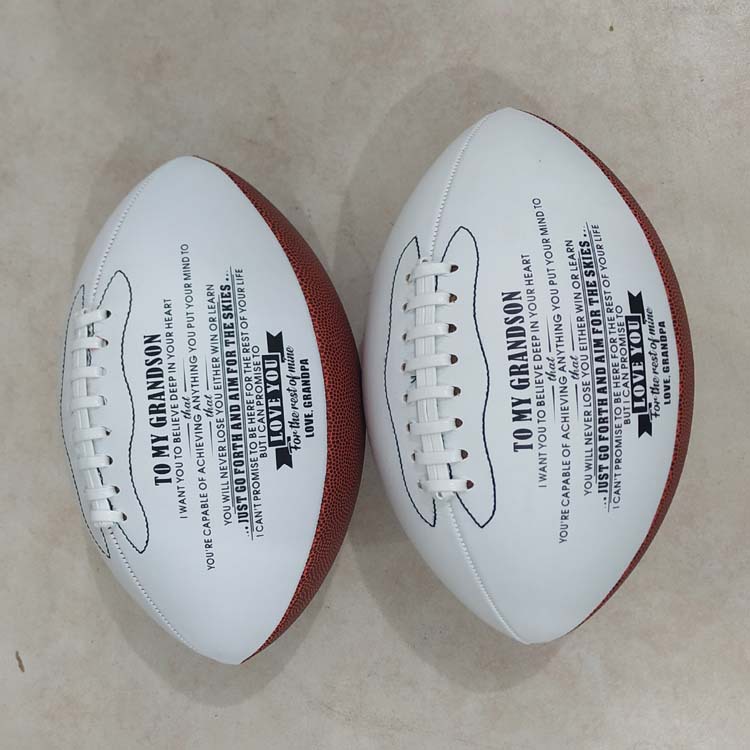 TO MY GRANDSON
I WANT YOU TO BELIEVE DEEP IN YOUR HEART
that
YOU'RE CAPABLE OF ACHIEVING ANYTHING YOU PUT YOUR MIND TO
that
YOU WILL NEVER LOSE YOU EITHER WIN OR LEARN
... JUST GO FORTH AND AIM FOR THE SKIES ...
I CAN'T PROMISE TO BE HERE FOR THE REST OF YOUR LIFE
BUT I CAN PROMISE TO
LOVE YOU
For the rest of mine
LOVE, GRANDPA
TO MY GRANDSON
I WANT YOU TO BELIEVE DEEP IN YOUR HEART
that
YOU'RE CAPABLE OF ACHIEVING ANYTHING YOU PUT YOUR MIND TO
that
YOU WILL NEVER LOSE YOU EITHER WIN OR LEARN
... JUST GO FORTH AND AIM FOR THE SKIES ...
I CAN'T PROMISE TO BE HERE FOR THE REST OF YOUR LIFE
BUT I CAN PROMISE TO
LOVE YOU
For the rest of mine
LOVE, GRANDPA